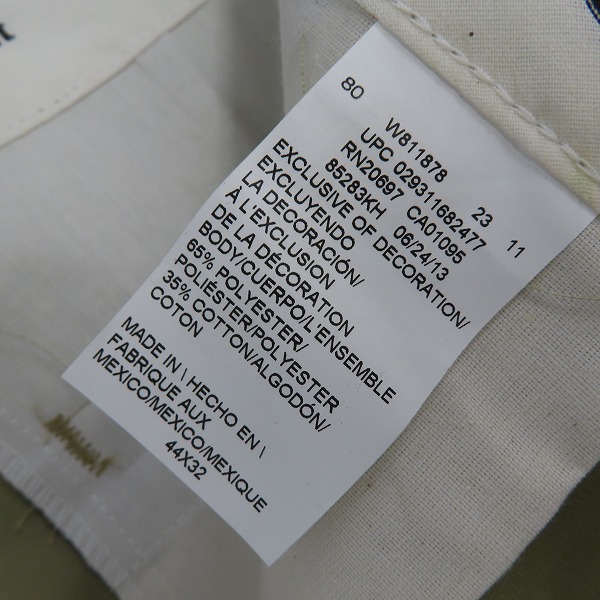 t
80
W811878 23 11
UPC 029311682477
RN20697 CA01095
85283KH 06/24/13
EXCLUSIVE OF DECORATION/
EXCLUYENDO
LA DECORACIÓN/
À L'EXCLUSION
DE LA DÉCORATION
BODY/CUERPO/L'ENSEMBLE
65% POLYESTER/
POLIÉSTER/POLYESTER
35% COTTON/ALGODÓN/
COTON
MADE IN \ HECHO EN \
FABRIQUE AUX
MEXICO/MEXICO/MEXIQUE
44X32